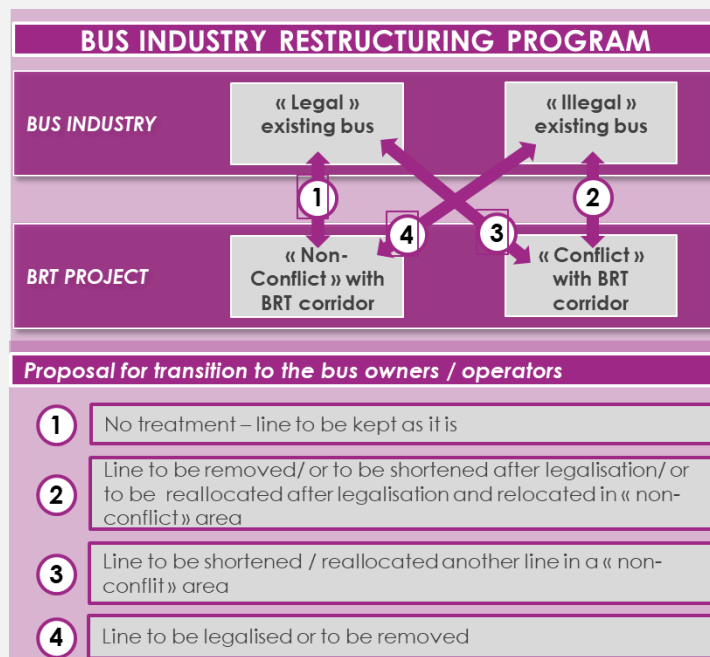 BUS INDUSTRY RESTRUCTURING PROGRAM
BUS INDUSTRY
« Legal »
existing bus
« Illegal »
existing bus
1
2
4
3
BRT PROJECT
« Non-
Conflict » with
BRT corridor
« Conflict »
with BRT
corridor
Proposal for transition to the bus owners / operators
1
No treatment – line to be kept as it is
2
Line to be removed/ or to be shortened after legalisation/ or
to be reallocated after legalisation and relocated in « non-
conflict » area
3
Line to be shortened / reallocated another line in a « non-
conflit » area
4
Line to be legalised or to be removed